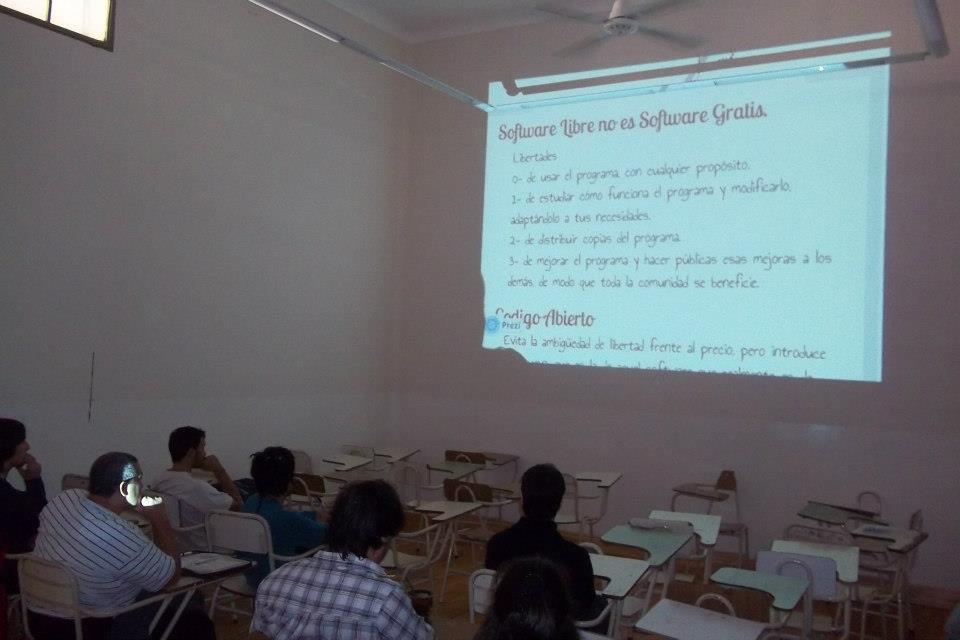 Software Libre no es Software Gratis.
Libertades
0- de usar el programa, con cualquier propósito.
1- de estudiar cómo funciona el programa y modificarlo,
adaptándolo a tus necesidades.
2- de distribuir copias del programa.
3- de mejorar el programa y hacer públicas esas mejoras a los
demás, de modo que toda la comunidad se beneficie.
Codigo Abierto
Prezi
Evita la ambigüedad de libertad frente al precio, pero introduce